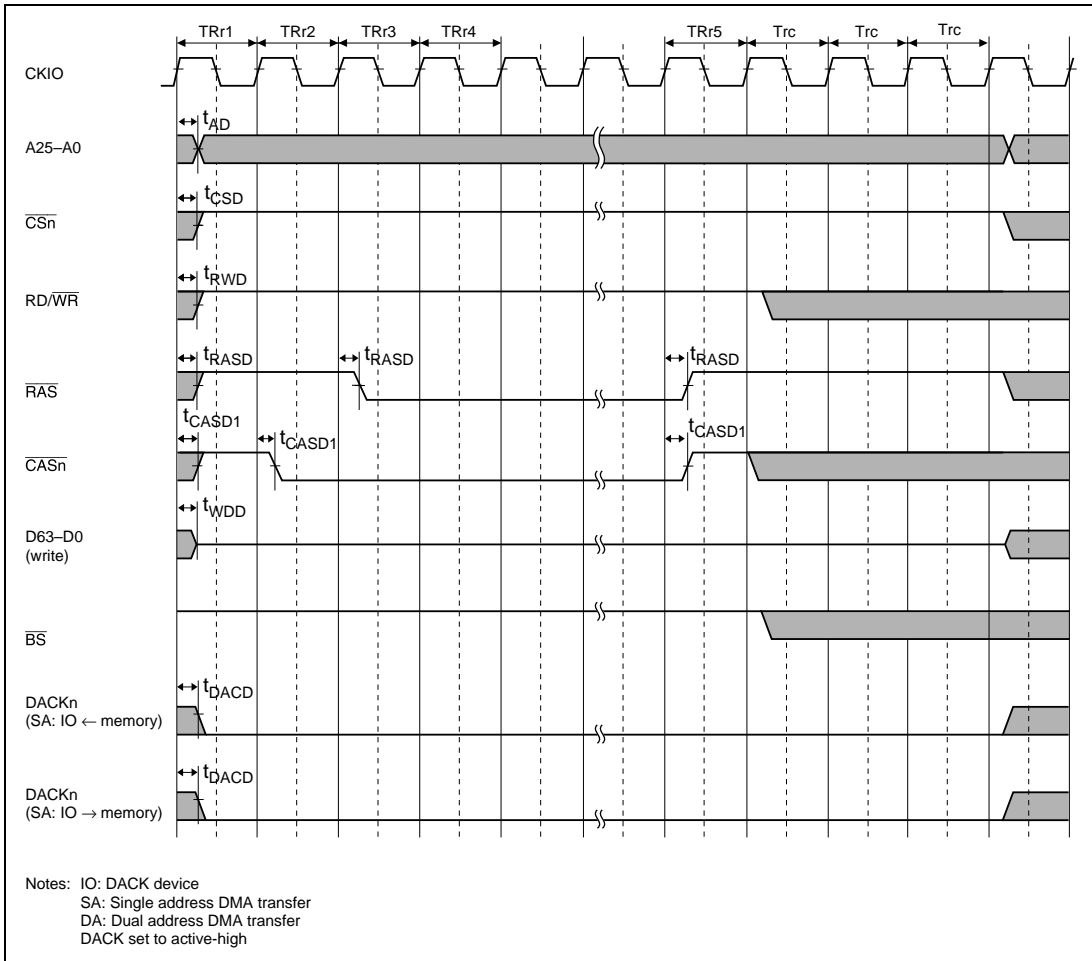 TRr1 TRr2 TRr3 TRr4 TRr5 Trc Trc Trc
CKIO
tAD
A25–A0
tCSD
CSn
tRWD
RD/WR
tRASD tRASD tRASD
RAS
tCASD1 tCASD1 tCASD1
CASn
tWDD
D63–D0
(write)
BS
tDACD
DACKn
(SA: IO ← memory)
tDACD
DACKn
(SA: IO → memory)
Notes: IO: DACK device
SA: Single address DMA transfer
DA: Dual address DMA transfer
DACK set to active-high